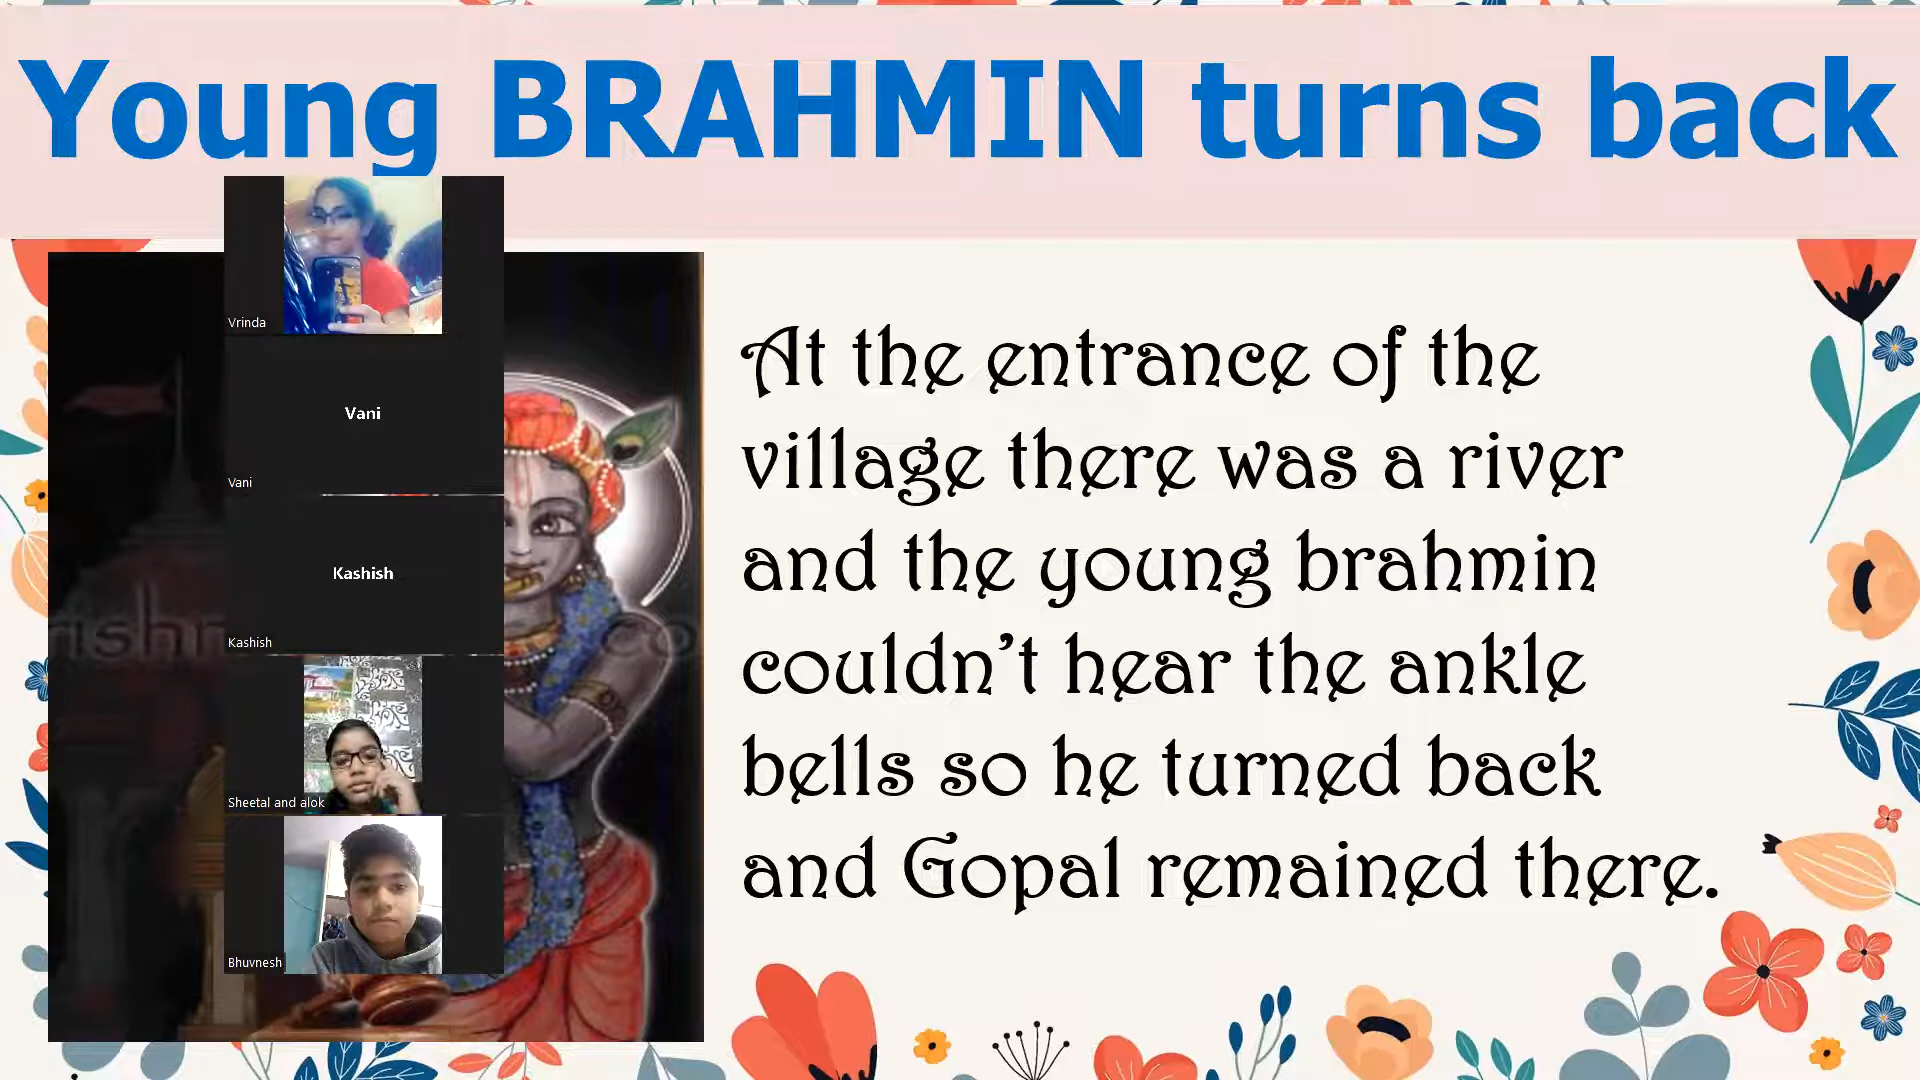 Young BRAHMIN turns back
Vrinda
Vani
Vani
Kashish
Kashish
Sheetal and alok
Bhuvnesh
At the entrance of the
village there was a river
and the young brahmin
couldn’t hear the ankle
bells so he turned back
and Gopal remained there.